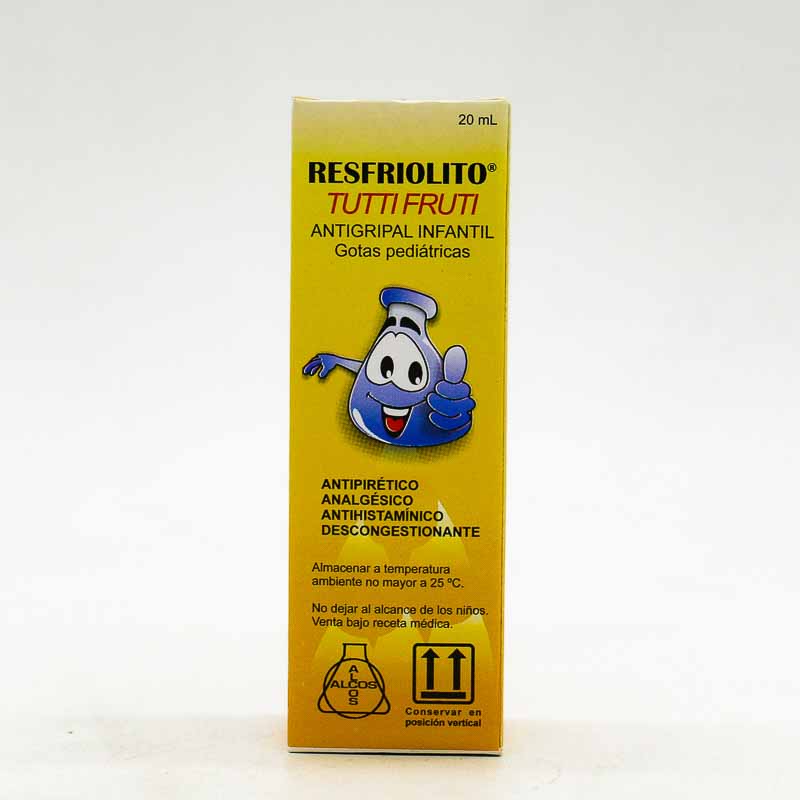 20 mL
RESFRIOLITO®
TUTTI FRUTI
ANTIGRIPAL INFANTIL
Gotas pediátricas
ANTIPIRÉTICO
ANALGÉSICO
ANTIHISTAMÍNICO
DESCONGESTIONANTE
Almacenar a temperatura
ambiente no mayor a 25 ºC.
No dejar al alcance de los niños.
Venta bajo receta médica.
ALCOS
ALCOS
Conservar en
posición vertical